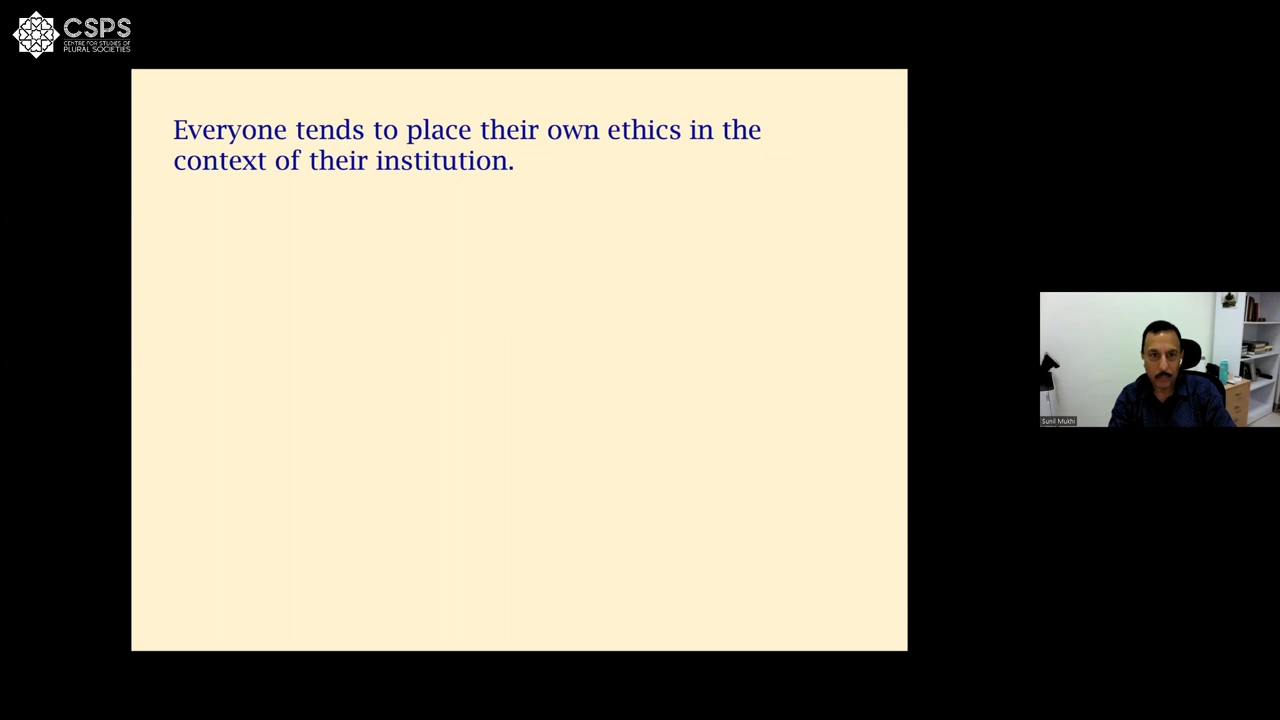 CSPS
CENTRE FOR STUDIES OF
PLURAL SOCIETIES
Everyone tends to place their own ethics in the
context of their institution.
Sunil Mukhi